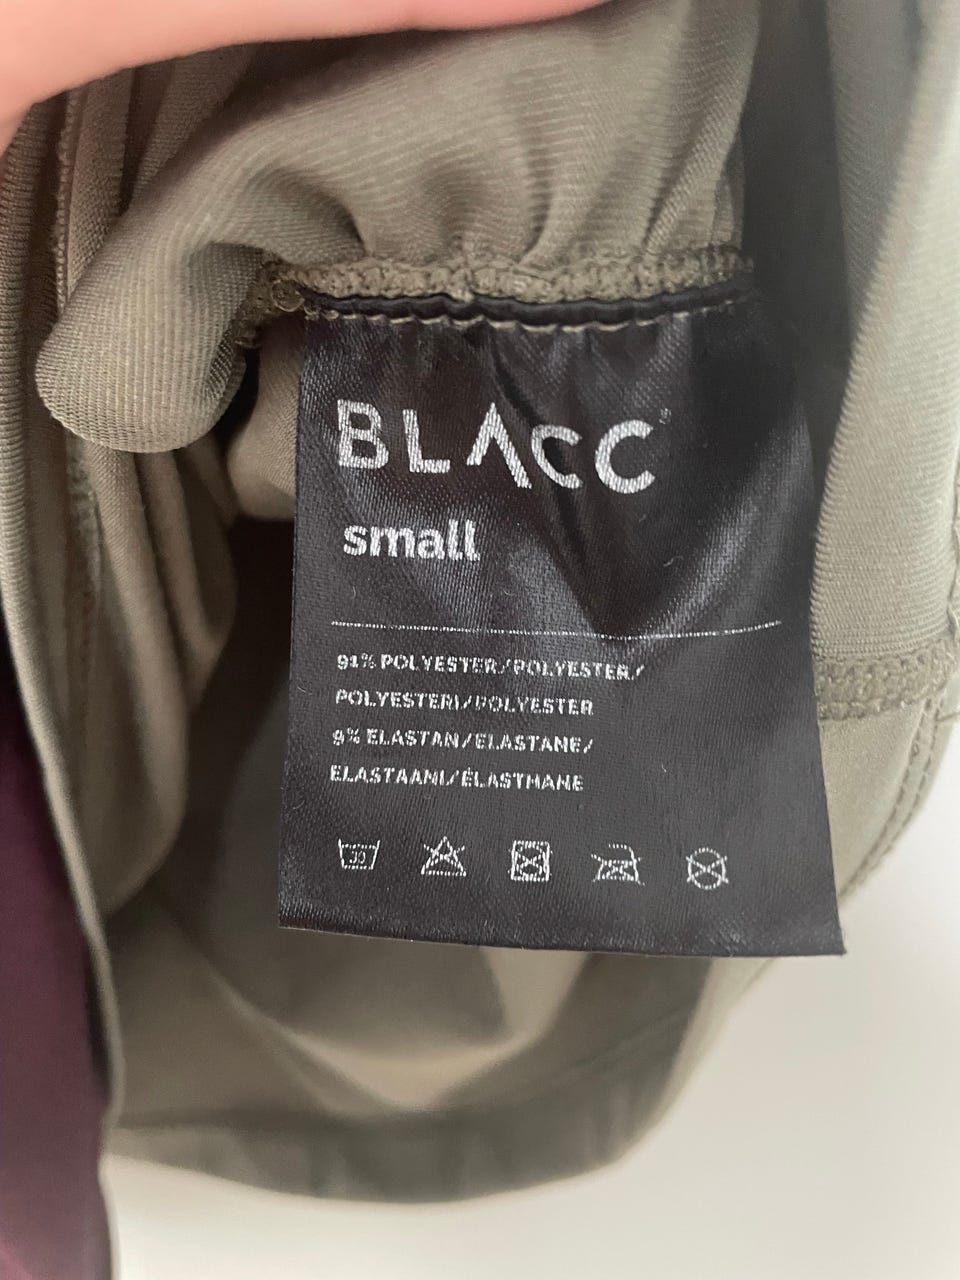 BLACC
small
91% POLYESTER/POLYESTER/
POLYESTERI/POLYESTER
9% ELASTAN/ELASTANE/
ELASTAANI/ÉLASTHANE
30